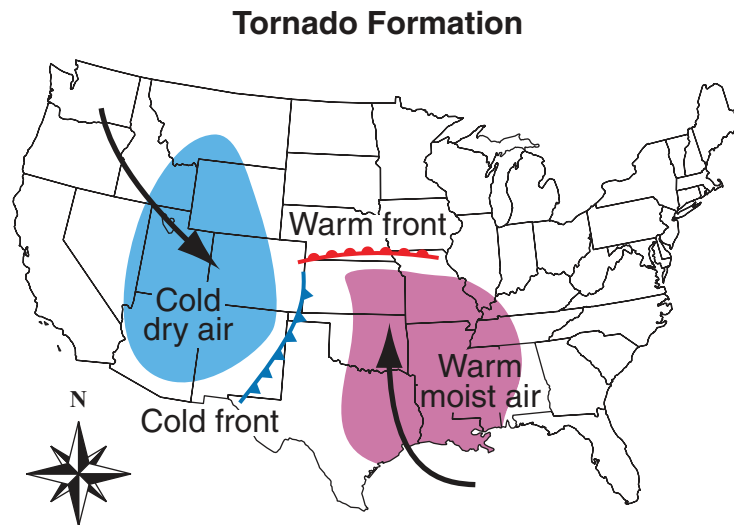 Tornado Formation
Warm front
Cold
dry air
Warm
moist air
N
Cold front